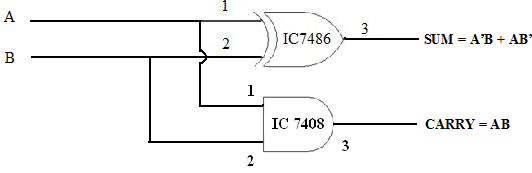 A
1
IC7486
3
SUM = A'B + AB'
B
2
1
IC 7408
CARRY = AB
2
3